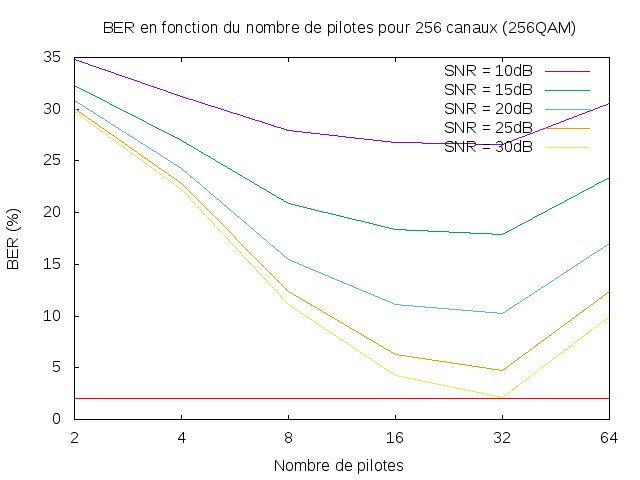 BER en fonction du nombre de pilotes pour 256 canaux (256QAM)
35
30
25
20
15
10
5
0
BER (%)
SNR = 10dB
SNR = 15dB
SNR = 20dB
SNR = 25dB
SNR = 30dB
2 4 8 16 32 64
Nombre de pilotes